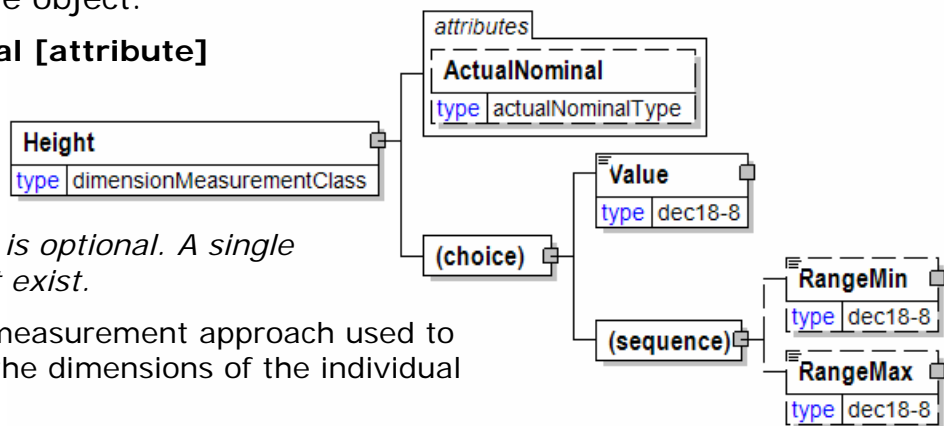 e object.
al [attribute]
attributes
ActualNominal
type actualNominalType
Height
type dimensionMeasurementClass
Value
type dec18-8
is optional. A single
t exist.
(choice)
RangeMin
type dec18-8
measurement approach used to
he dimensions of the individual
(sequence)
RangeMax
type dec18-8